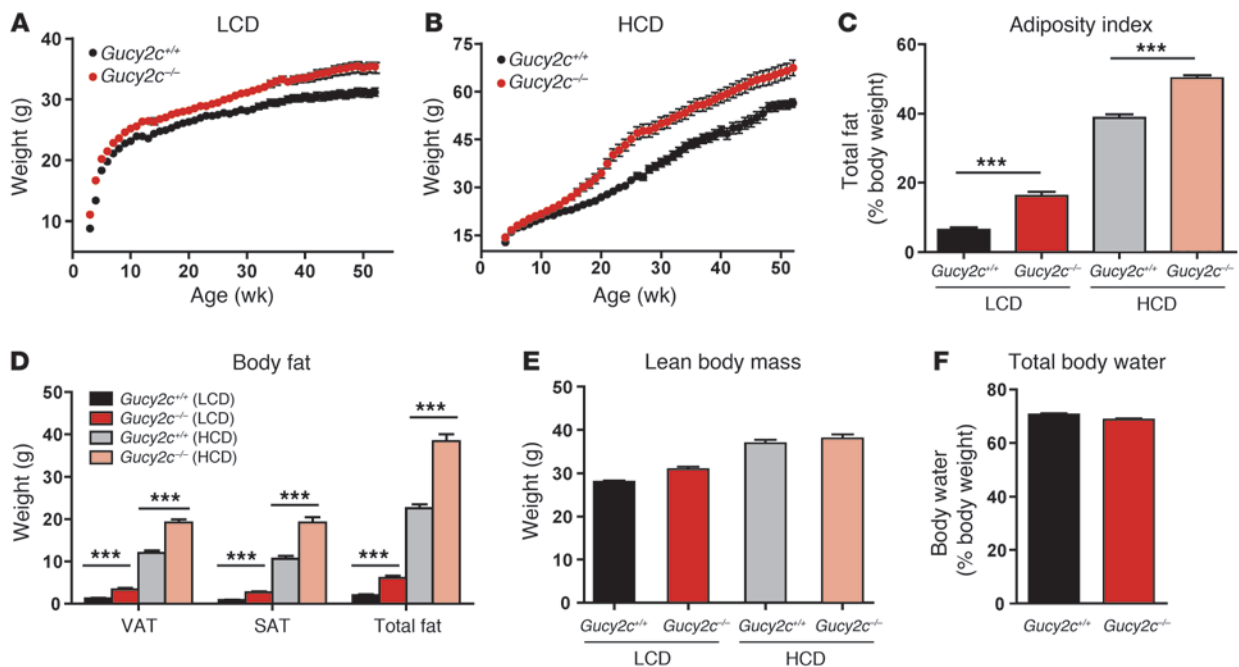 A LCD
Gucy2c+/+
Gucy2c–/–
Weight (g)
40
30
20
10
0 10 20 30 40 50
Age (wk)
B HCD
Gucy2c+/+
Gucy2c–/–
Weight (g)
75
60
45
30
15
0 10 20 30 40 50
Age (wk)
C Adiposity index
Total fat
(% body weight)
60
40
20
0
***
***
Gucy2c+/+ Gucy2c–/– Gucy2c+/+ Gucy2c–/–
LCD HCD
D Body fat
Gucy2c+/+ (LCD)
Gucy2c–/– (LCD)
Gucy2c+/+ (HCD)
Gucy2c–/– (HCD)
Weight (g)
50
40
30
20
10
0
*** *** *** *** *** ***
VAT SAT Total fat
E Lean body mass
Weight (g)
50
40
30
20
10
0
Gucy2c+/+ Gucy2c–/– Gucy2c+/+ Gucy2c–/–
LCD HCD
F Total body water
Body water
(% body weight)
80
60
40
20
0
Gucy2c+/+ Gucy2c–/–